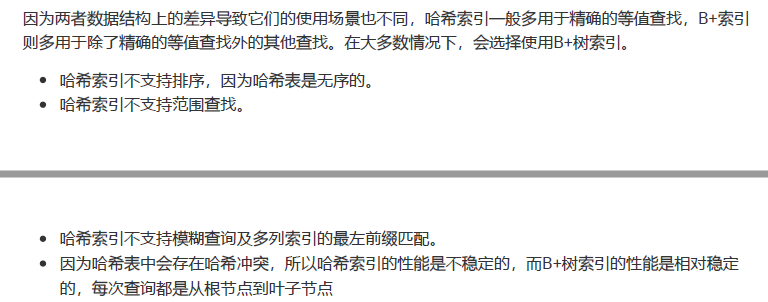 因为两者数据结构上的差异导致它们的使用场景也不同，哈希索引一般多用于精确的等值查找，B+索引
则多用于除了精确的等值查找外的其他查找。在大多数情况下，会选择使用B+树索引。
• 哈希索引不支持排序，因为哈希表是无序的。
• 哈希索引不支持范围查找。
• 哈希索引不支持模糊查询及多列索引的最左前缀匹配。
• 因为哈希表中会存在哈希冲突，所以哈希索引的性能是不稳定的，而B+树索引的性能是相对稳定
的，每次查询都是从根节点到叶子节点